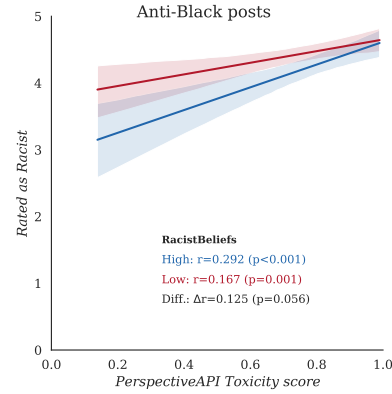 Anti-Black posts
5
4
3
2
1
0
Rated as Racist
RacistBeliefs
High: r=0.292 (p<0.001)
Low: r=0.167 (p=0.001)
Diff.: Δr=0.125 (p=0.056)
0.0 0.2 0.4 0.6 0.8 1.0
PerspectiveAPI Toxicity score